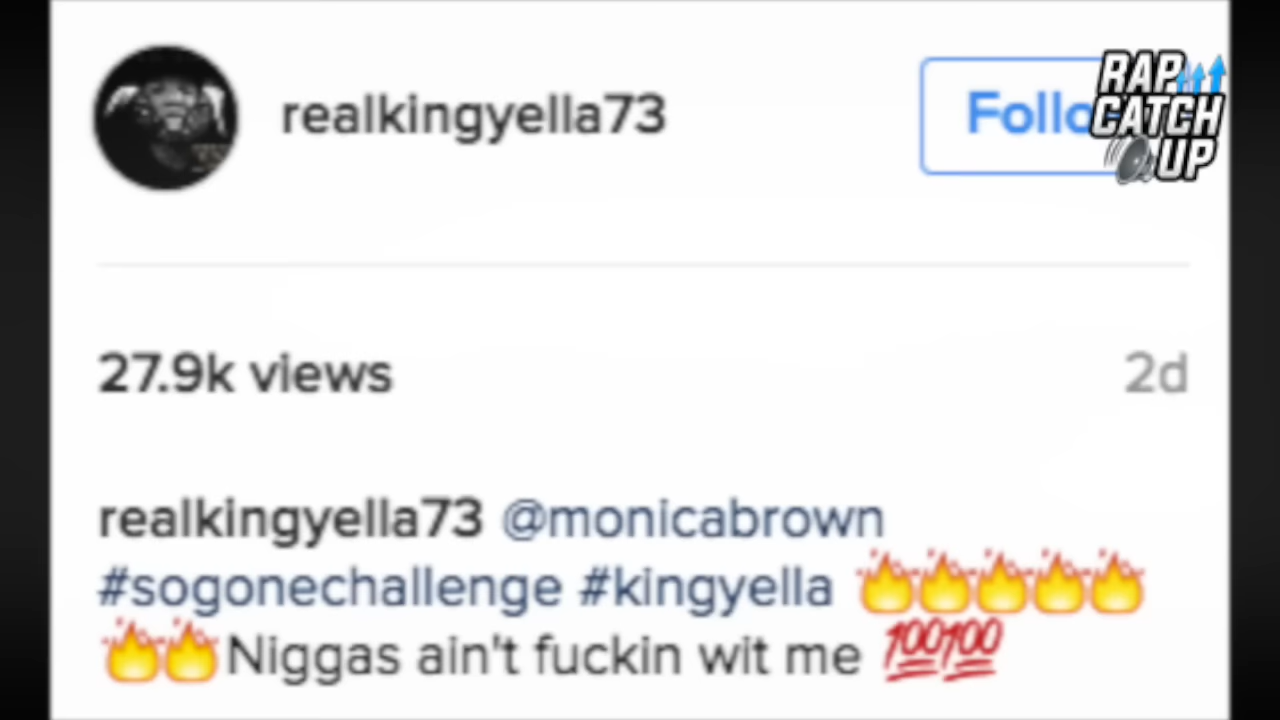 realkingyella73
Follo
RAP
CATCH
UP
27.9k views
2d
realkingyella73 @monicabrown
#sogonechallenge #kingyella 🔥🔥🔥🔥🔥
🔥🔥Niggas ain't fuckin wit me 💯💯